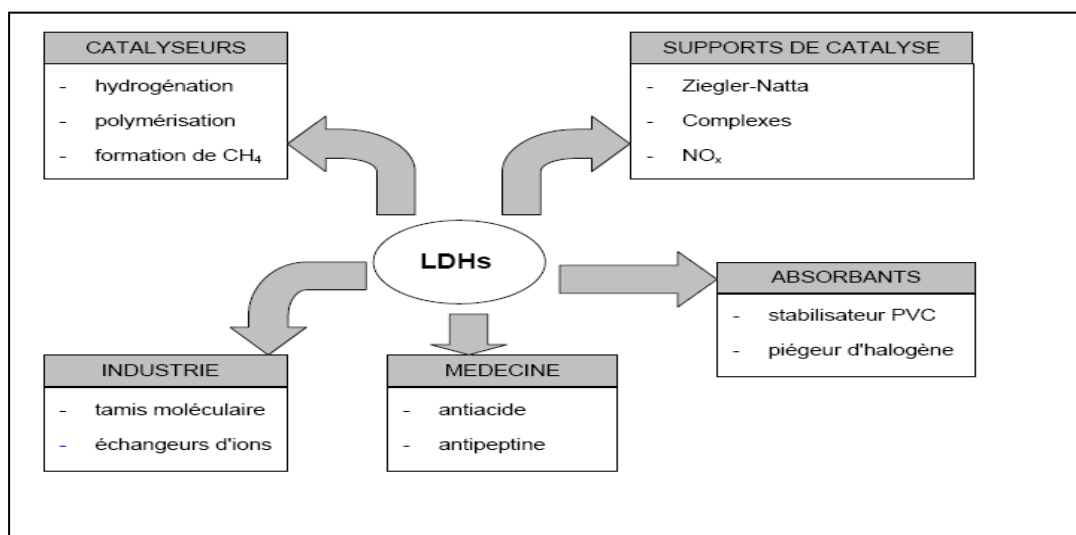 CATALYSEURS
- hydrogénation
- polymérisation
- formation de CH₄
SUPPORTS DE CATALYSE
- Ziegler-Natta
- Complexes
- NOₓ
LDHs
ABSORBANTS
- stabilisateur PVC
- piégeur d'halogène
INDUSTRIE
- tamis moléculaire
- échangeurs d'ions
MEDECINE
- antiacide
- antipeptine